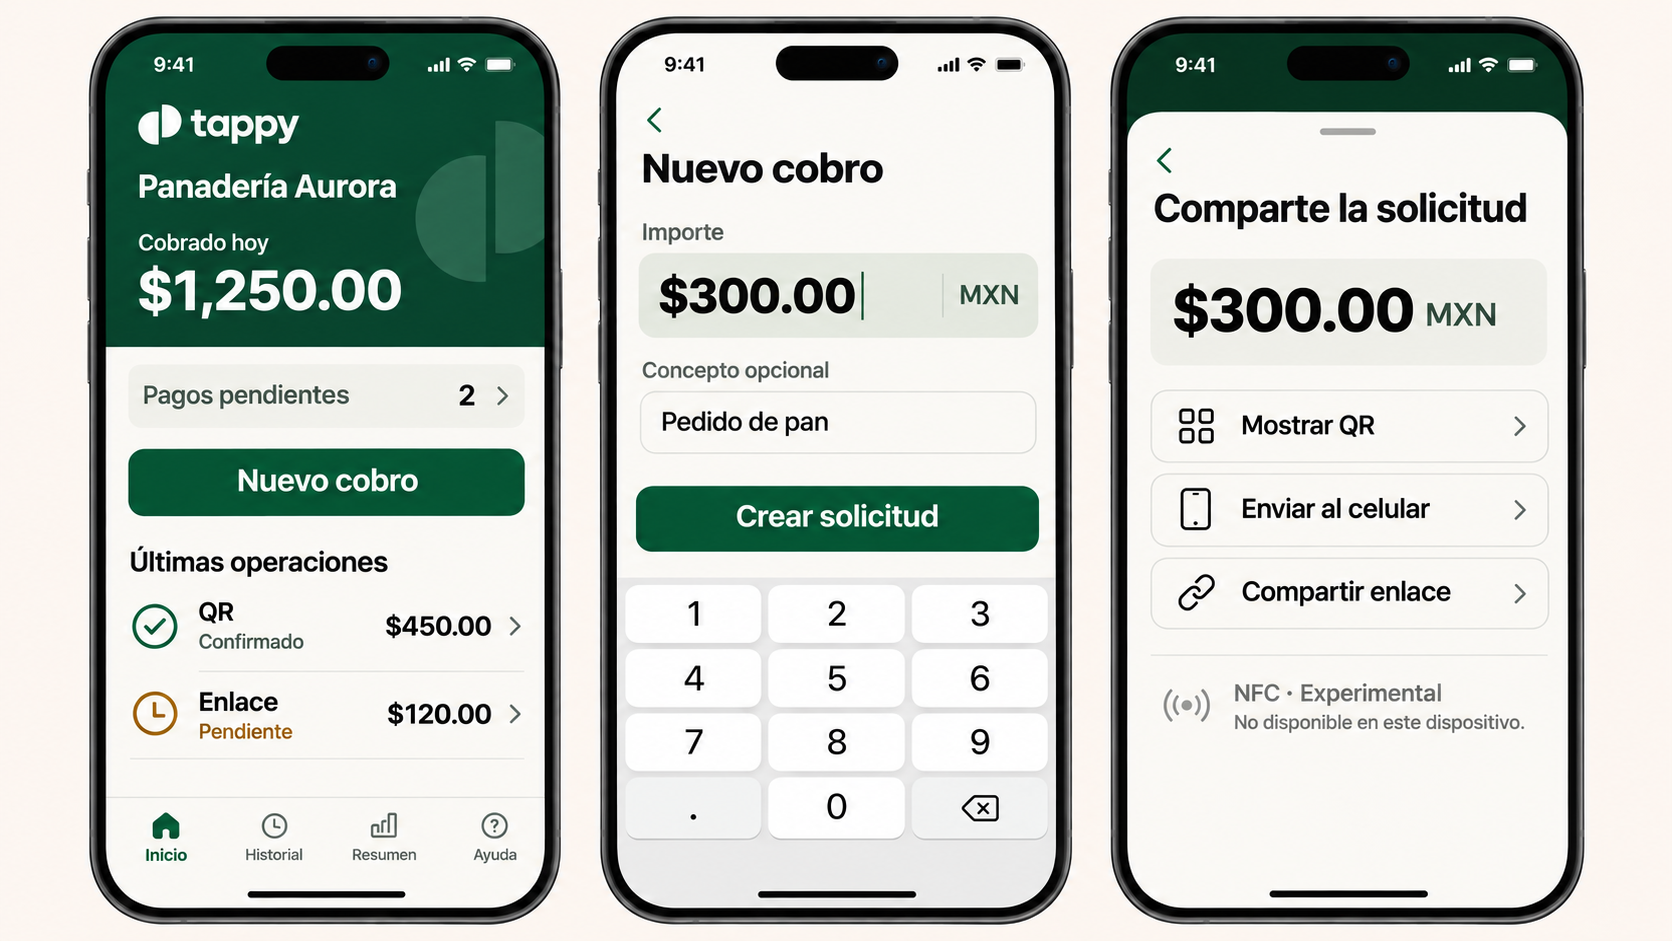 9:41
tappy
Panadería Aurora
Cobrado hoy
$1,250.00
Pagos pendientes 2
Nuevo cobro
Últimas operaciones
QR
Confirmado
$450.00
Enlace
Pendiente
$120.00
Inicio
Historial
Resumen
Ayuda
9:41
Nuevo cobro
Importe
$300.00 MXN
Concepto opcional
Pedido de pan
Crear solicitud
1 2 3
4 5 6
7 8 9
. 0
9:41
Comparte la solicitud
$300.00 MXN
Mostrar QR
Enviar al celular
Compartir enlace
NFC • Experimental
No disponible en este dispositivo.